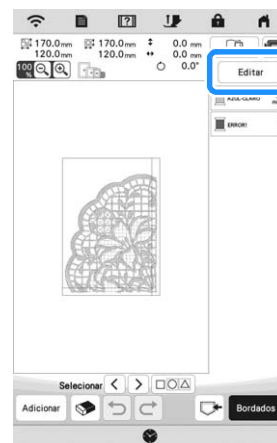 170.0mm 170.0mm 0.0 mm
120.0mm 120.0mm 0.0 mm
100 % 0.0°
Editar
AZUL-CLARO
ERROR!
Selecionar
Adicionar
Bordados